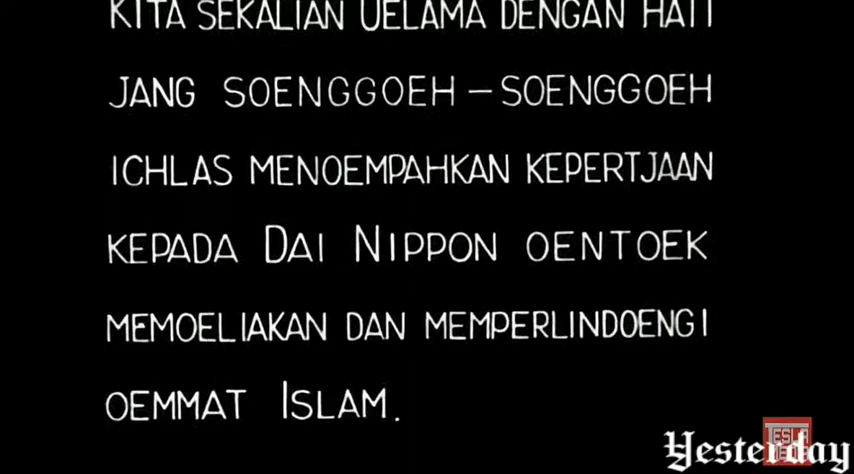 KITA SEKALIAN OELAMA DENGAN HATI
JANG SOENGGOEH-SOENGGOEH
ICHLAS MENOEMPAHKAN KEPERTJAAN
KEPADA DAI NIPPON OENTOEK
MEMOELIAKAN DAN MEMPERLINDOENGI
OEMMAT ISLAM.
Yesterday